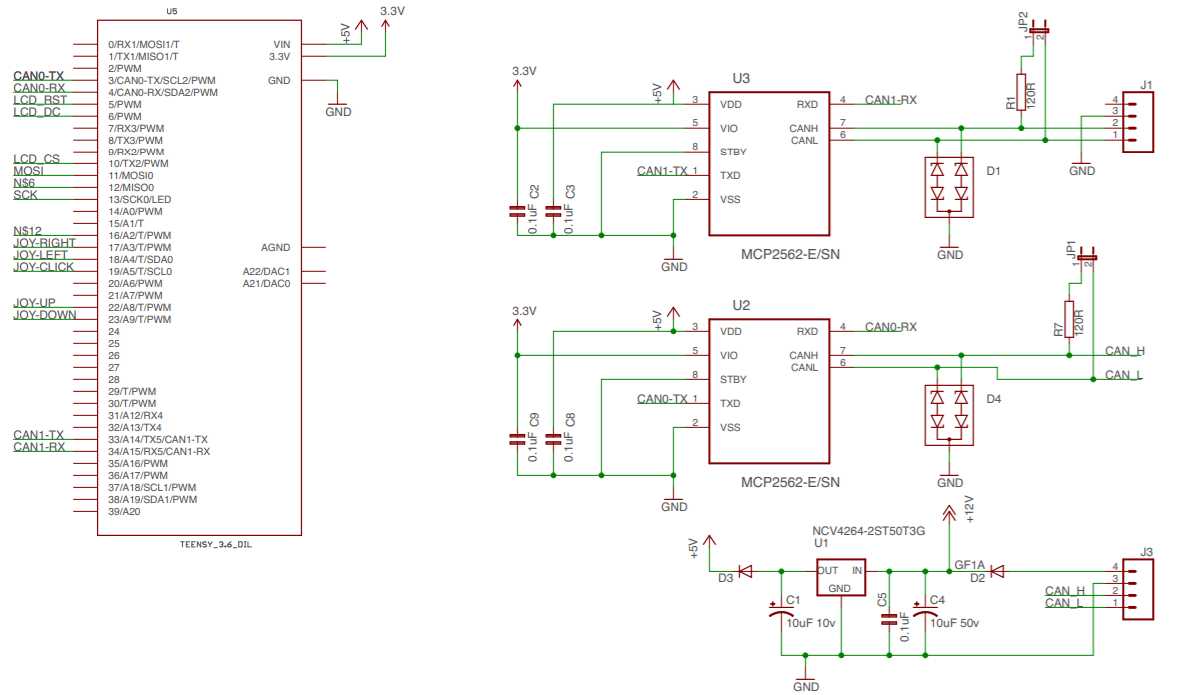 U5
0/RX1/MOSI1/T
1/TX1/MISO1/T
2/PWM
3/CAN0-TX/SCL2/PWM
4/CAN0-RX/SDA2/PWM
5/PWM
6/PWM
7/RX3/PWM
8/TX3/PWM
9/RX2/PWM
10/TX2/PWM
11/MOSI0
12/MISO0
13/SCK0/LED
14/A0/PWM
15/A1/T
16/A2/T/PWM
17/A3/T/PWM
18/A4/T/SDA0
19/A5/T/SCL0
20/A6/PWM
21/A7/PWM
22/A8/T/PWM
23/A9/T/PWM
24
25
26
27
28
29/T/PWM
30/T/PWM
31/A12/RX4
32/A13/TX4
33/A14/TX5/CAN1-TX
34/A15/RX5/CAN1-RX
35/A16/PWM
36/A17/PWM
37/A18/SCL1/PWM
38/A19/SDA1/PWM
39/A20
CAN0-TX
CAN0-RX
LCD_RST
LCD_DC
LCD_CS
MOSI
N$6
SCK
N$12
JOY-RIGHT
JOY-LEFT
JOY-CLICK
JOY-UP
JOY-DOWN
CAN1-TX
CAN1-RX
VIN
3.3V
GND
AGND
A22/DAC1
A21/DAC0
+5V
3.3V
GND
TEENSY_3.6_DIL
3.3V
+5V
U3
3 VDD
5 VIO
8 STBY
CAN1-TX 1 TXD
2 VSS
RXD 4 CAN1-RX
CANH 7
CANL 6
MCP2562-E/SN
0.1uF C2
0.1uF C3
GND
JP2
1
2
R1
120R
D1
GND
J1
4
3
2
1
GND
3.3V
+5V
U2
3 VDD
5 VIO
8 STBY
CAN0-TX 1 TXD
2 VSS
RXD 4 CAN0-RX
CANH 7
CANL 6
MCP2562-E/SN
0.1uF C9
0.1uF C8
GND
JP1
1
2
R7
120R
CAN_H
CAN_L
D4
GND
+5V
D3
C1
10uF 10v
NCV4264-2ST50T3G
U1
OUT IN
GND
C5
0.1uF
C4
10uF 50v
+12V
GF1A
D2
J3
4
3
2
1
CAN_H
CAN_L
GND